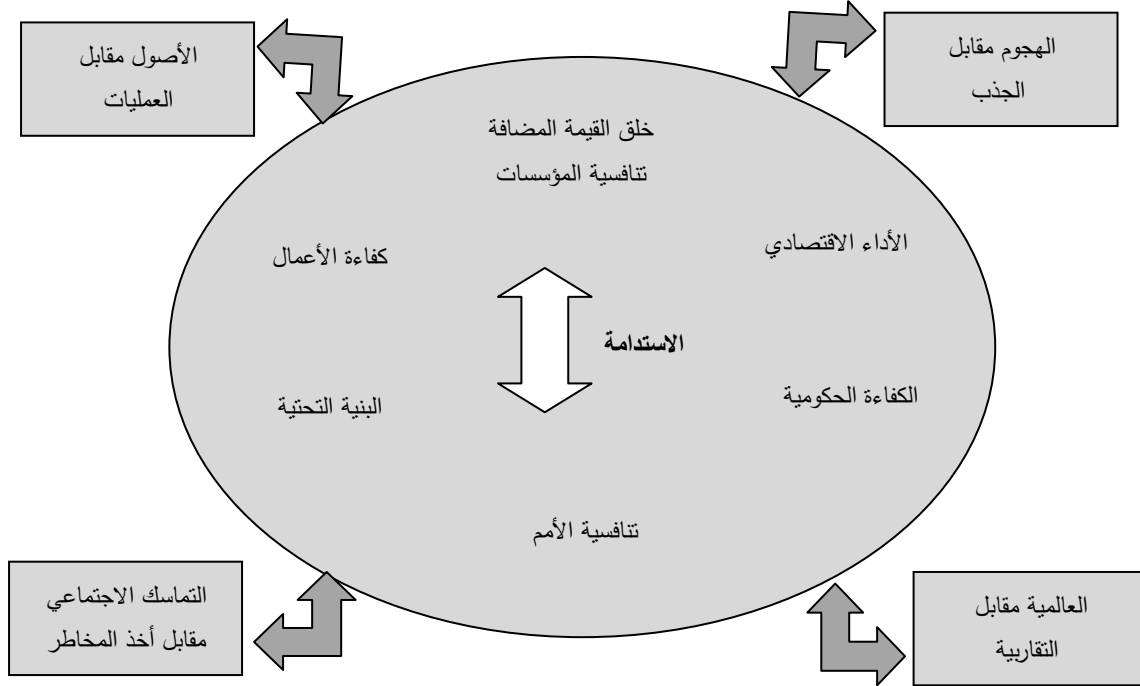 الهجوم مقابل
الجذب
الأصول مقابل
العمليات
خلق القيمة المضافة
تنافسية المؤسسات
الأداء الاقتصادي
كفاءة الأعمال
الاستدامة
الكفاءة الحكومية
البنية التحتية
تنافسية الأمم
العالمية مقابل
التقاربية
التماسك الاجتماعي
مقابل أخذ المخاطر